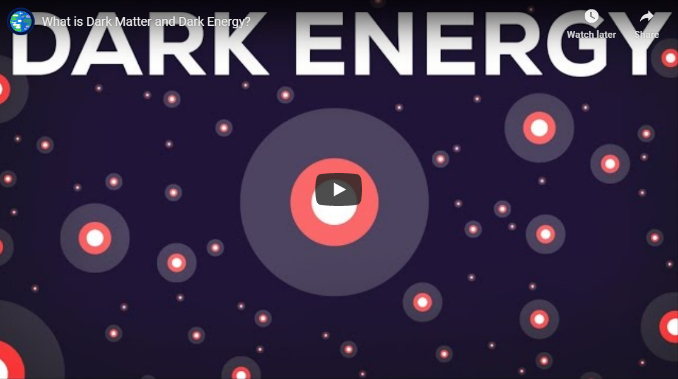 What is Dark Matter and Dark Energy?
Watch later
Share
DARK ENERGY